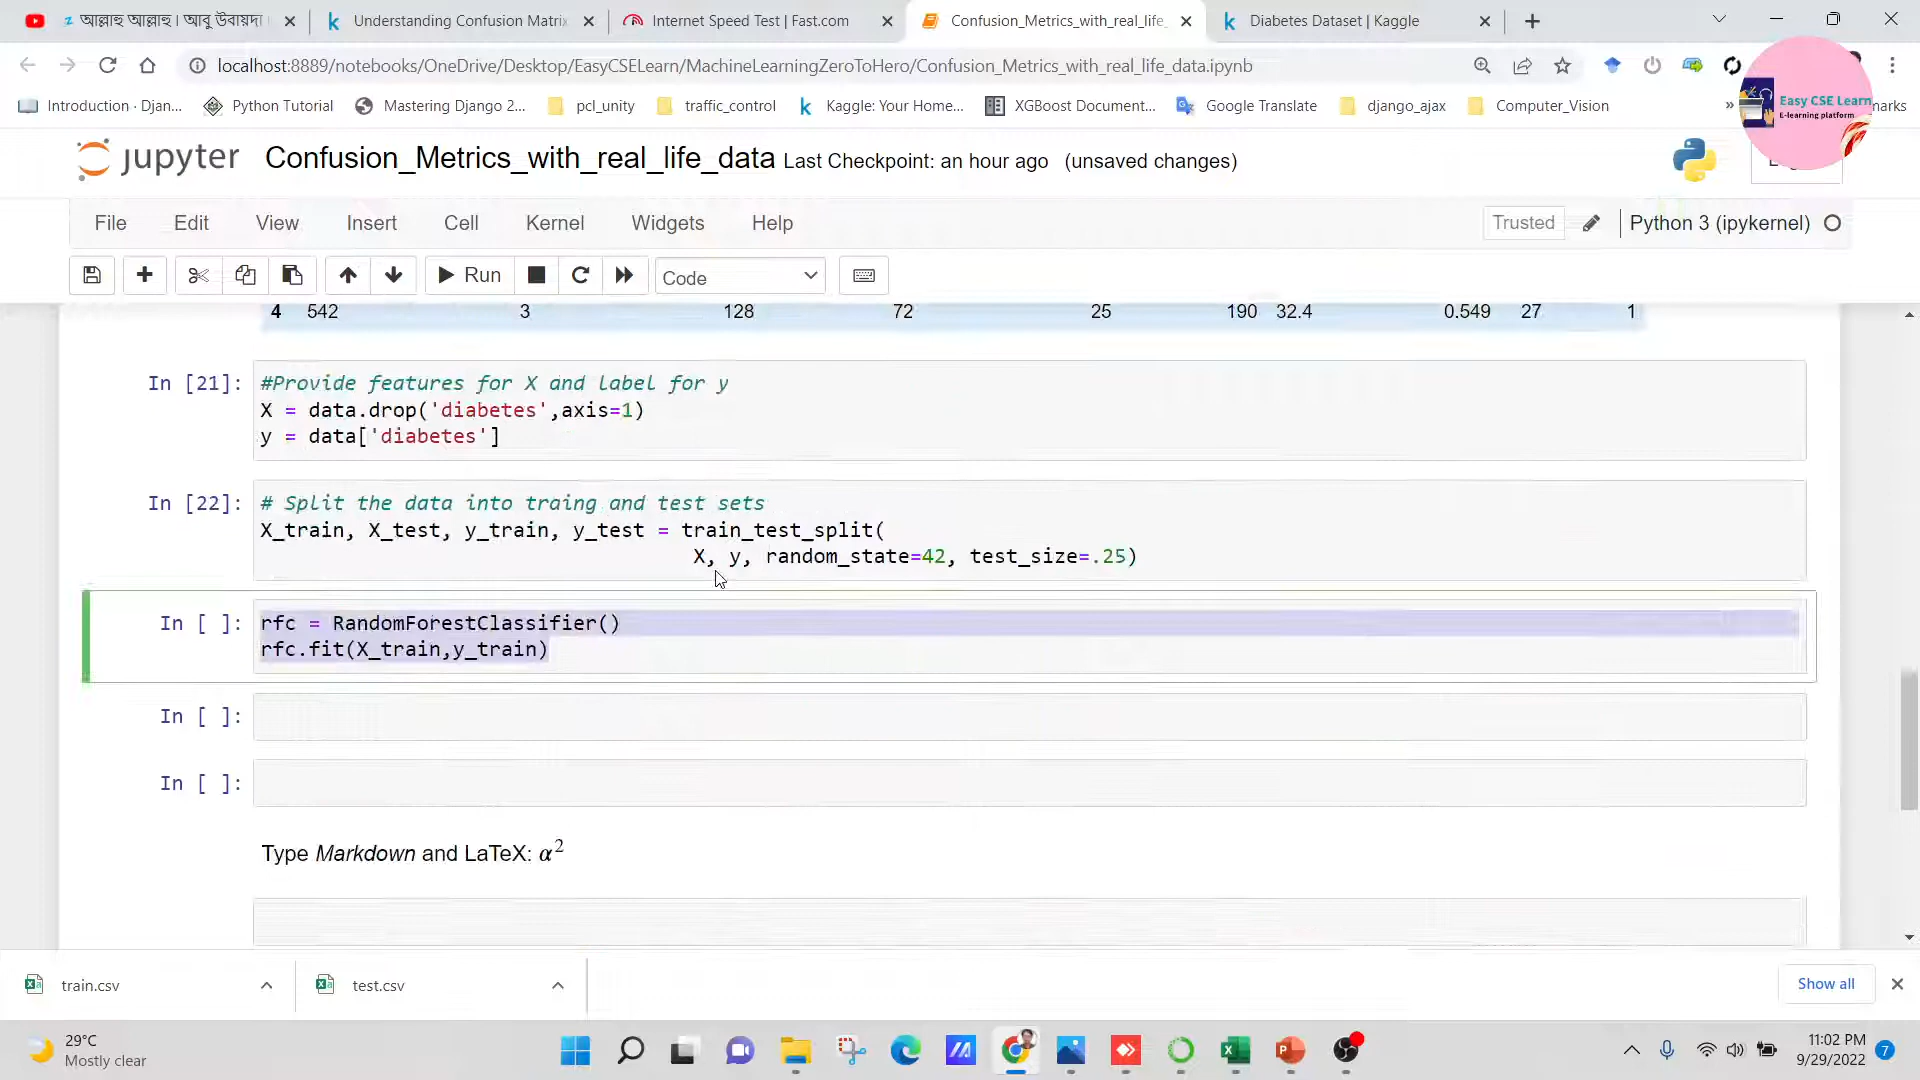 আল্লাহু আল্লাহু। আবু উবায়দা
Understanding Confusion Matrix
Internet Speed Test | Fast.com
Confusion_Metrics_with_real_life_
Diabetes Dataset | Kaggle
localhost:8889/notebooks/OneDrive/Desktop/EasyCSELearn/MachineLearningZeroToHero/Confusion_Metrics_with_real_life_data.ipynb
Introduction · Djan...
Python Tutorial
Mastering Django 2...
pcl_unity
traffic_control
Kaggle: Your Home...
XGBoost Document...
Google Translate
django_ajax
Computer_Vision
»
Easy CSE Learn
E-learning platform
jupyter Confusion_Metrics_with_real_life_data Last Checkpoint: an hour ago (unsaved changes)
File Edit View Insert Cell Kernel Widgets Help
Trusted
Python 3 (ipykernel)
Run
Code
4 542 3 128 72 25 190 32.4 0.549 27 1
In [21]: #Provide features for X and label for y
X = data.drop('diabetes',axis=1)
y = data['diabetes']
In [22]: # Split the data into traing and test sets
X_train, X_test, y_train, y_test = train_test_split(
X, y, random_state=42, test_size=.25)
In [ ]: rfc = RandomForestClassifier()
rfc.fit(X_train,y_train)
In [ ]:
In [ ]:
Type Markdown and LaTeX: α²
train.csv
test.csv
Show all
29°C
Mostly clear
11:02 PM
9/29/2022
7